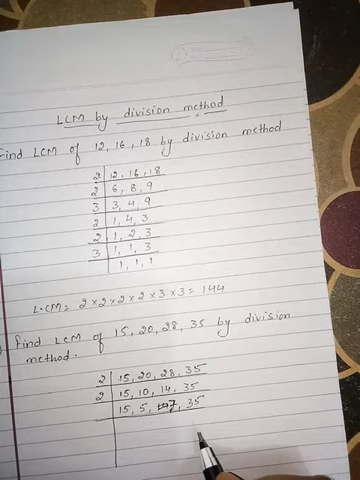 LCM by division method
Find LCM of 12, 16, 18 by division method
2 | 12, 16, 18
2 | 6, 8, 9
3 | 3, 4, 9
2 | 1, 4, 3
2 | 1, 2, 3
3 | 1, 1, 3
| 1, 1, 1
L.CM = 2×2×2×2×3×3 = 144
Find LCM of 15, 20, 28, 35 by division
method.
2 | 15, 20, 28, 35
2 | 15, 10, 14, 35
| 15, 5, 7, 35